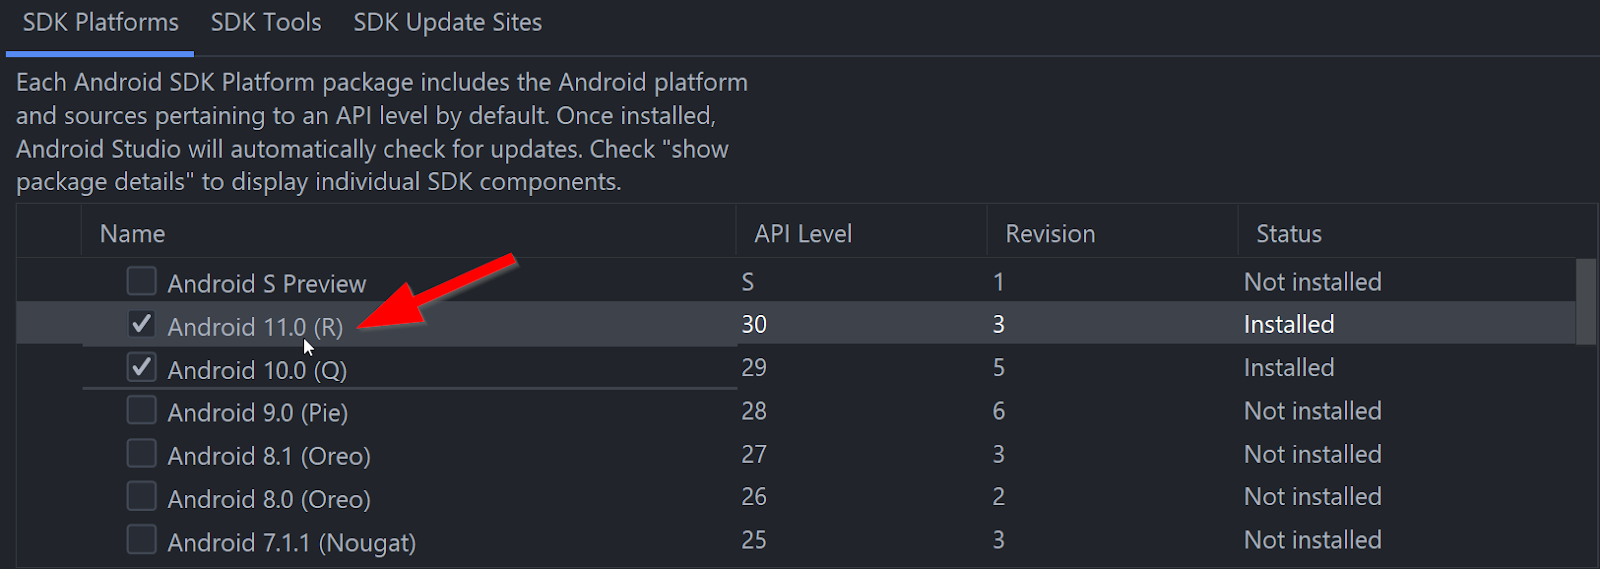 SDK Platforms SDK Tools SDK Update Sites
Each Android SDK Platform package includes the Android platform
and sources pertaining to an API level by default. Once installed,
Android Studio will automatically check for updates. Check "show
package details" to display individual SDK components.
Name API Level Revision Status
Android S Preview S 1 Not installed
Android 11.0 (R) 30 3 Installed
Android 10.0 (Q) 29 5 Installed
Android 9.0 (Pie) 28 6 Not installed
Android 8.1 (Oreo) 27 3 Not installed
Android 8.0 (Oreo) 26 2 Not installed
Android 7.1.1 (Nougat) 25 3 Not installed